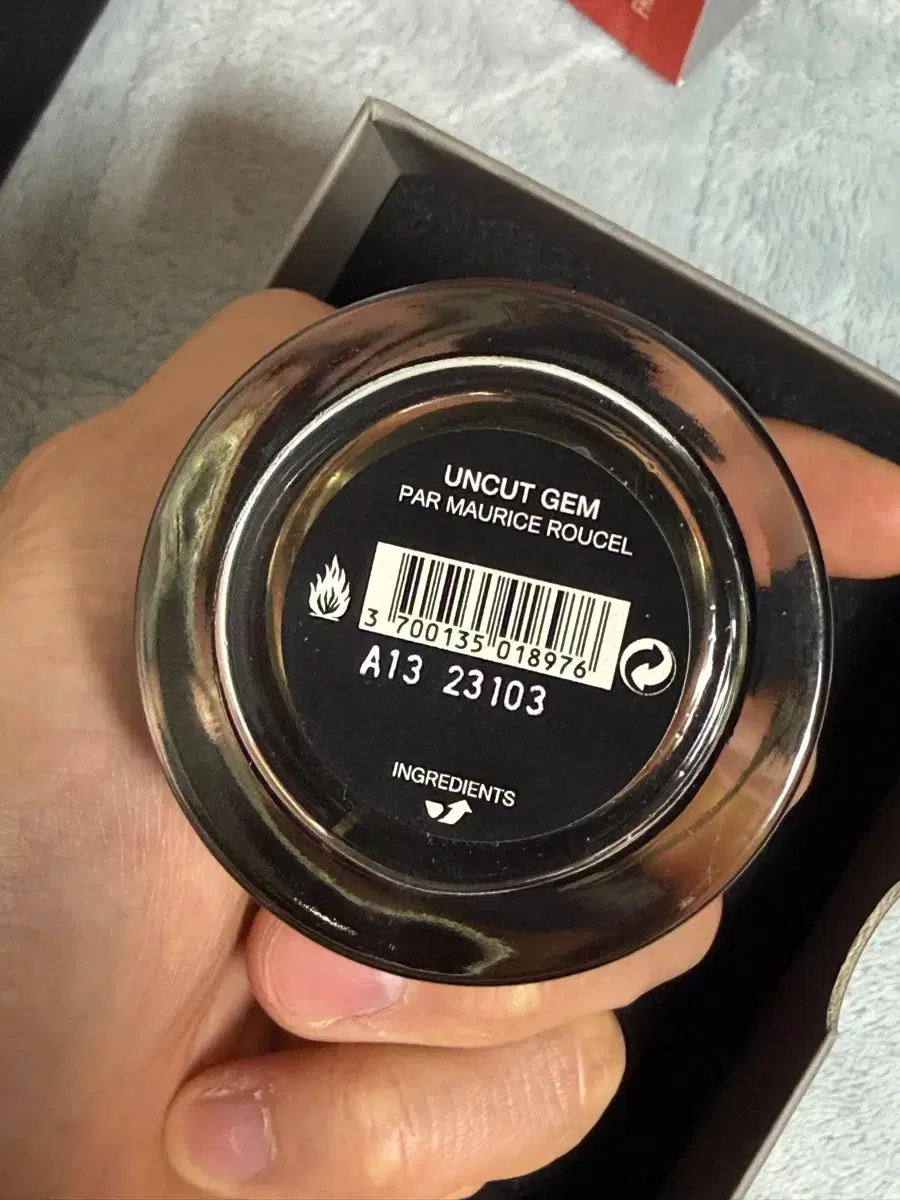 UNCUT GEM
PAR MAURICE ROUCEL
3 700135 018976
A13 23103
INGREDIENTS